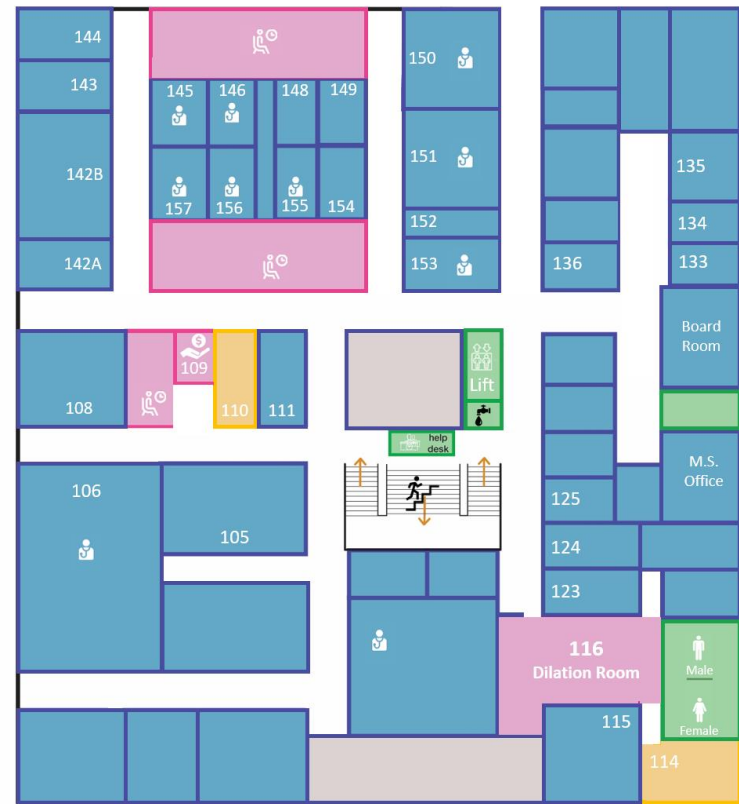 144
143
142B
142A
145
146
148
149
157
156
155
154
150
151
152
153
136
135
134
133
Board
Room
108
109
$
110
111
Lift
help
desk
M.S.
Office
125
124
123
106
105
116
Dilation Room
Male
Female
115
114